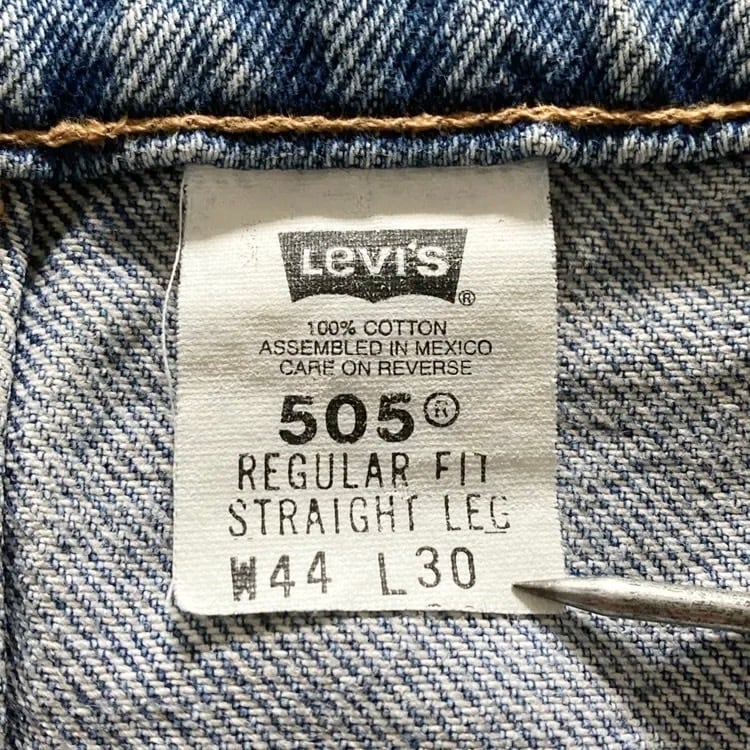 LEVI'S®
100% COTTON
ASSEMBLED IN MEXICO
CARE ON REVERSE
505®
REGULAR FIT
STRAIGHT LEG
W44 L30